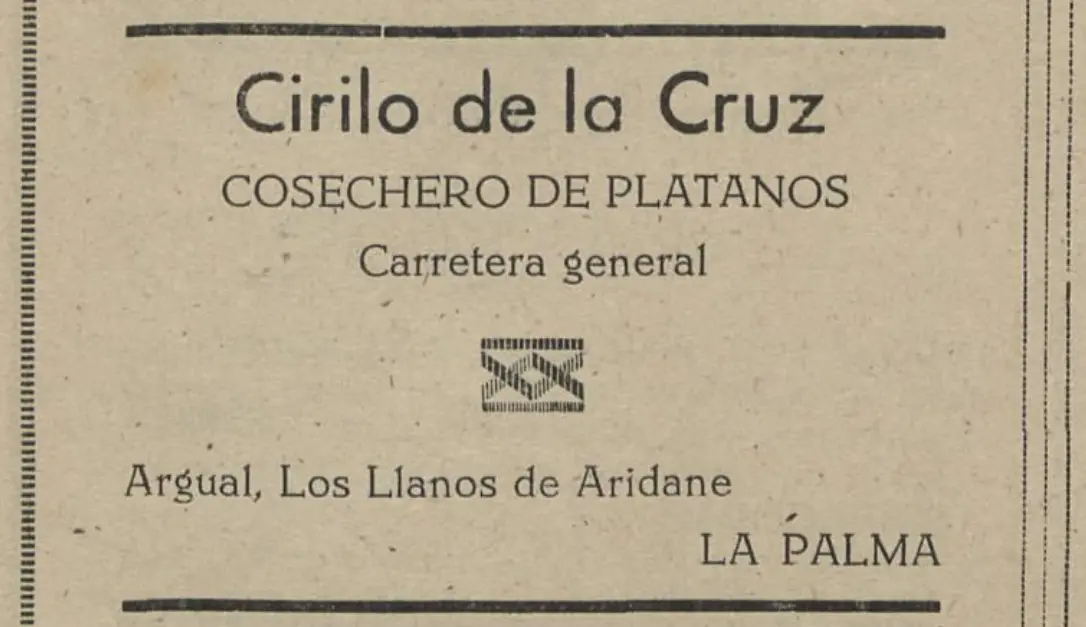 Cirilo de la Cruz
COSECHERO DE PLATANOS
Carretera general
Argual, Los Llanos de Aridane
LA PALMA